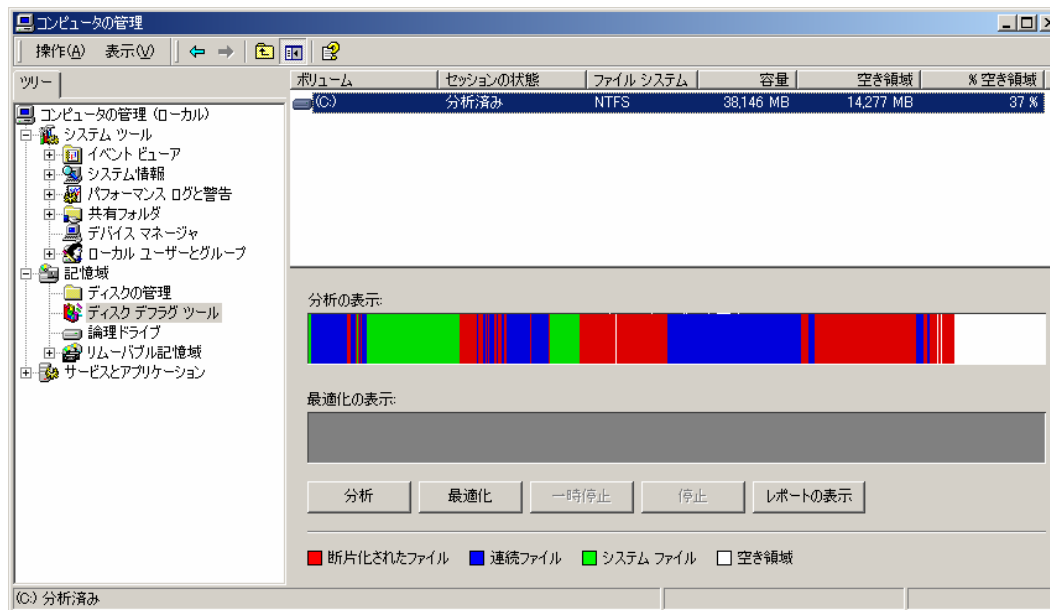 コンピュータの管理
操作(A) 表示(V)
ツリー
コンピュータの管理 (ローカル)
システム ツール
イベント ビューア
システム情報
パフォーマンス ログと警告
共有フォルダ
デバイス マネージャ
ローカル ユーザーとグループ
記憶域
ディスクの管理
ディスク デフラグ ツール
論理ドライブ
リムーバブル記憶域
サービスとアプリケーション
ボリューム セッションの状態 ファイル システム 容量 空き領域 % 空き領域
(C:) 分析済み NTFS 38,146 MB 14,277 MB 37 %
分析の表示:
最適化の表示:
分析 最適化 一時停止 停止 レポートの表示
断片化されたファイル 連続ファイル システム ファイル 空き領域
(C:) 分析済み